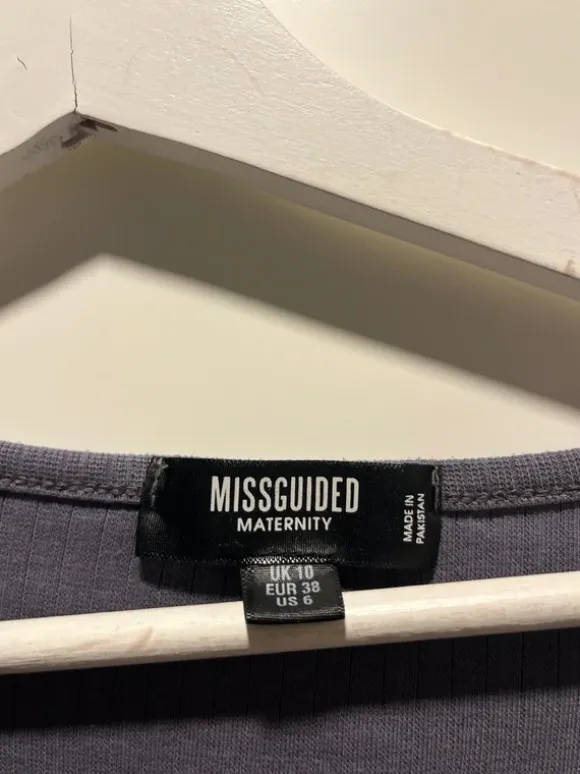 MISSGUIDED
MATERNITY
MADE IN
PAKISTAN
UK 10
EUR 38
US 6